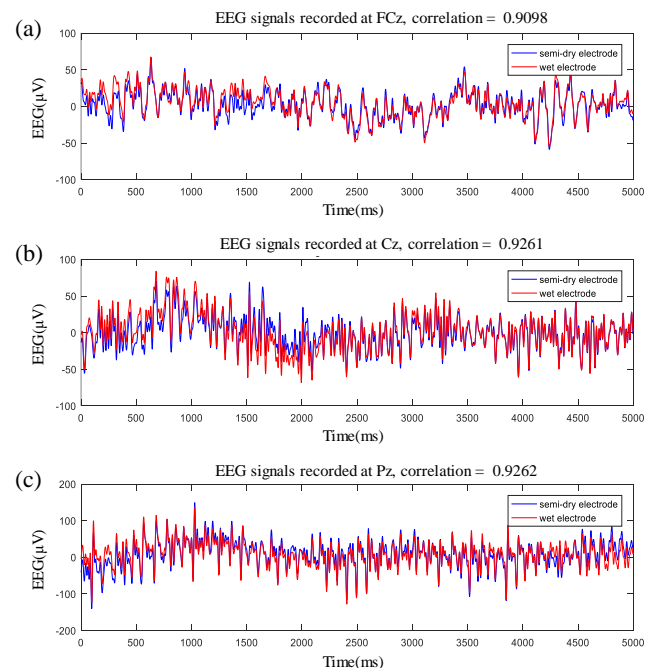 (a)
EEG signals recorded at FCz, correlation = 0.9098
100
50
0
-50
-100
EEG(µV)
semi-dry electrode
wet electrode
0 500 1000 1500 2000 2500 3000 3500 4000 4500 5000
Time(ms)
(b)
EEG signals recorded at Cz, correlation = 0.9261
100
50
0
-50
-100
EEG(µV)
semi-dry electrode
wet electrode
0 500 1000 1500 2000 2500 3000 3500 4000 4500 5000
Time(ms)
(c)
EEG signals recorded at Pz, correlation = 0.9262
200
100
0
-100
-200
EEG(µV)
semi-dry electrode
wet electrode
0 500 1000 1500 2000 2500 3000 3500 4000 4500 5000
Time(ms)